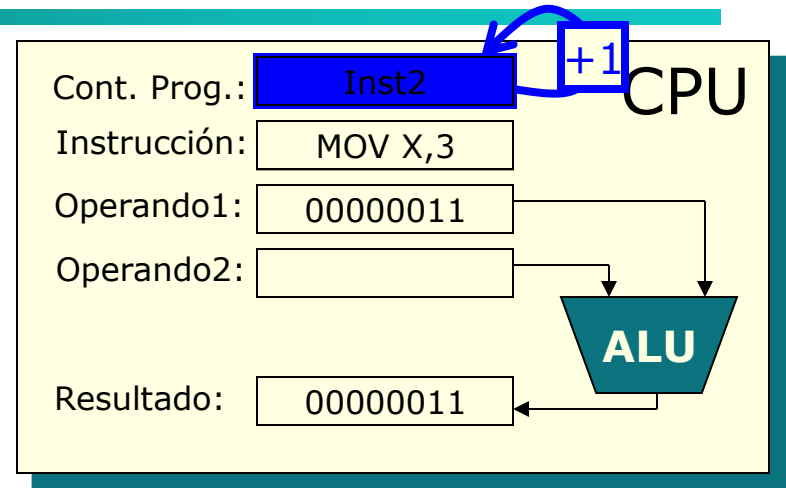 +1
CPU
Cont. Prog.: Inst2
Instrucción: MOV X,3
Operando1: 00000011
Operando2:
ALU
Resultado: 00000011